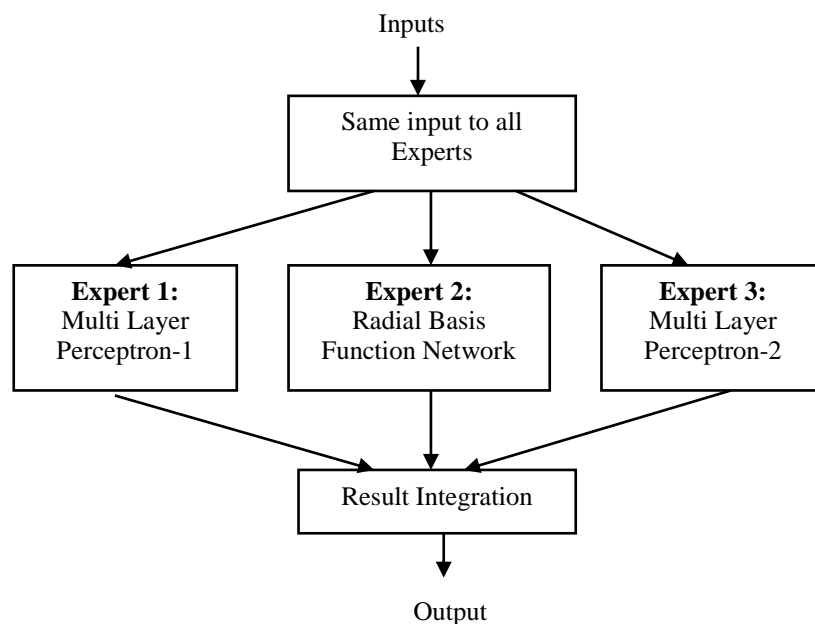 Inputs
Same input to all
Experts
Expert 1:
Multi Layer
Perceptron-1
Expert 2:
Radial Basis
Function Network
Expert 3:
Multi Layer
Perceptron-2
Result Integration
Output